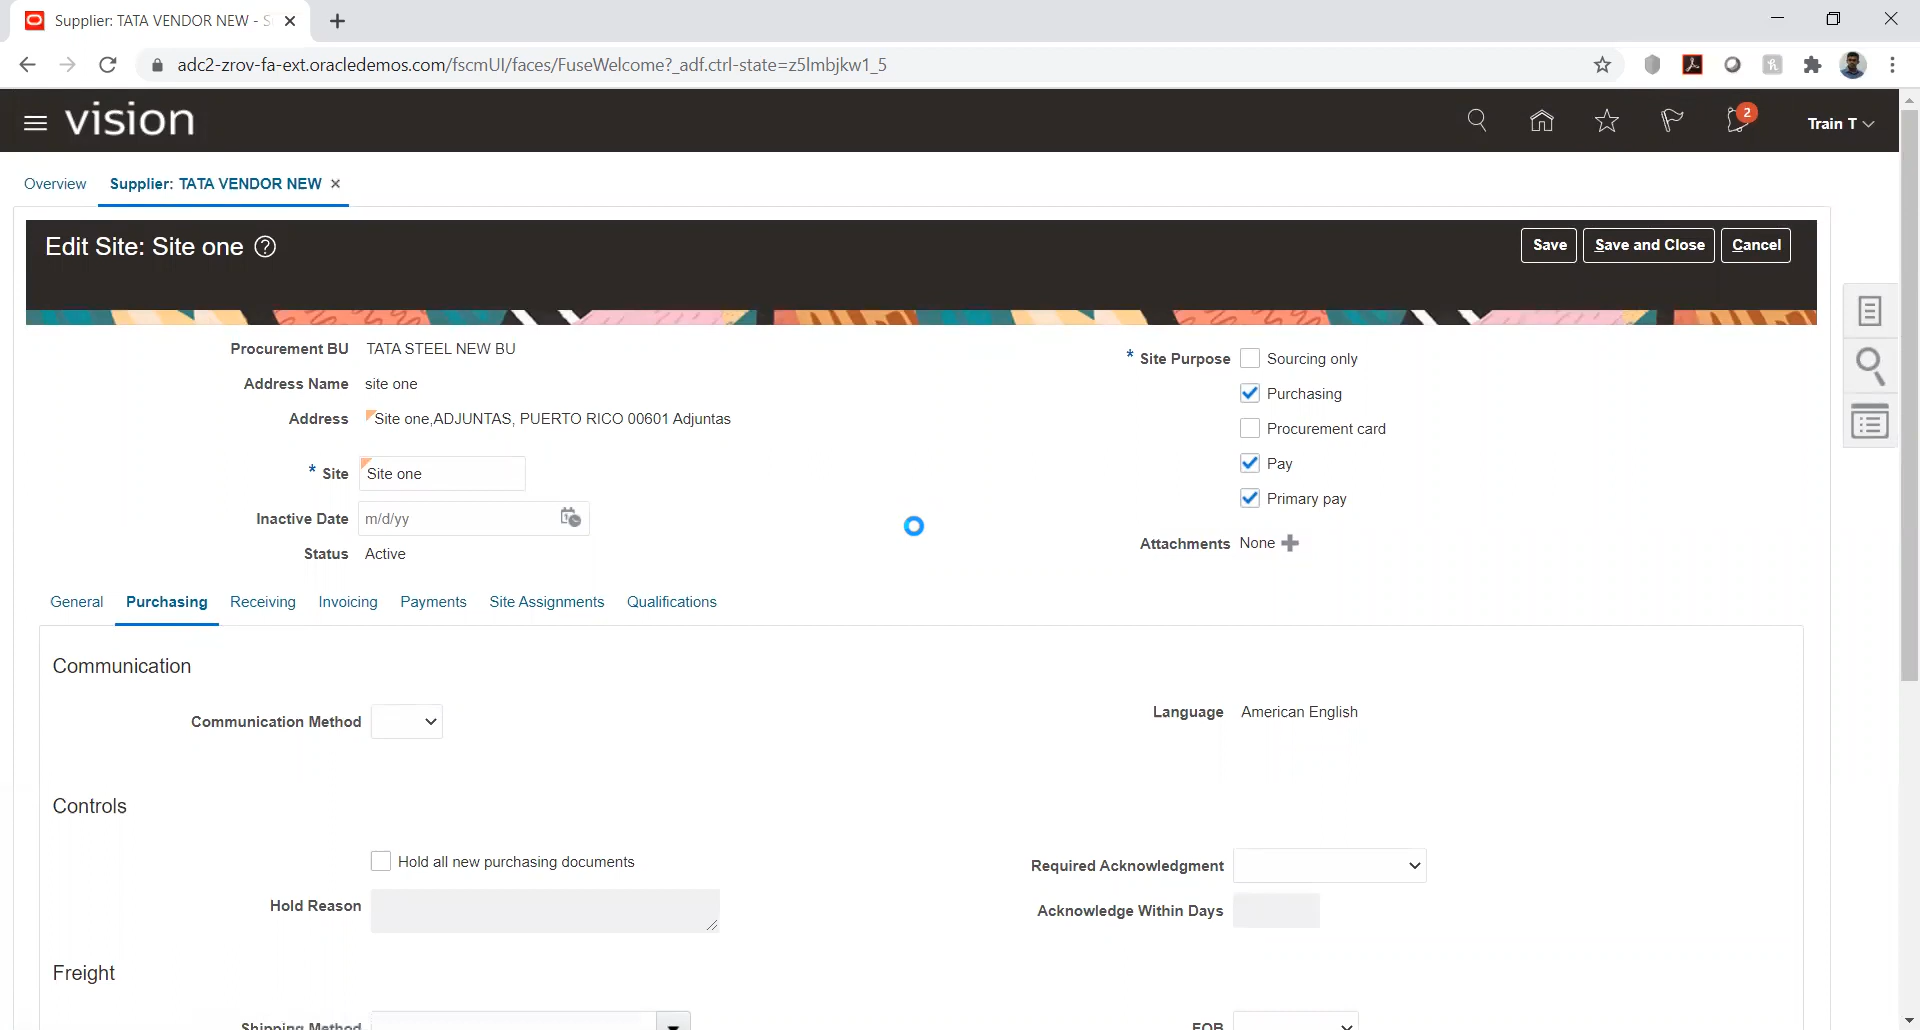 Supplier: TATA VENDOR NEW - S
adc2-zrov-fa-ext.oracledemos.com/fscmUI/faces/FuseWelcome?_adf.ctrl-state=z5lmbjkw1_5
vision
2
Train T
Overview
Supplier: TATA VENDOR NEW
Edit Site: Site one
Save
Save and Close
Cancel
Procurement BU TATA STEEL NEW BU
Address Name site one
Address Site one,ADJUNTAS, PUERTO RICO 00601 Adjuntas
* Site Site one
Inactive Date m/d/yy
Status Active
* Site Purpose Sourcing only
Purchasing
Procurement card
Pay
Primary pay
Attachments None
General Purchasing Receiving Invoicing Payments Site Assignments Qualifications
Communication
Communication Method
Language American English
Controls
Hold all new purchasing documents
Hold Reason
Required Acknowledgment
Acknowledge Within Days
Freight
Shipping Method
FOB